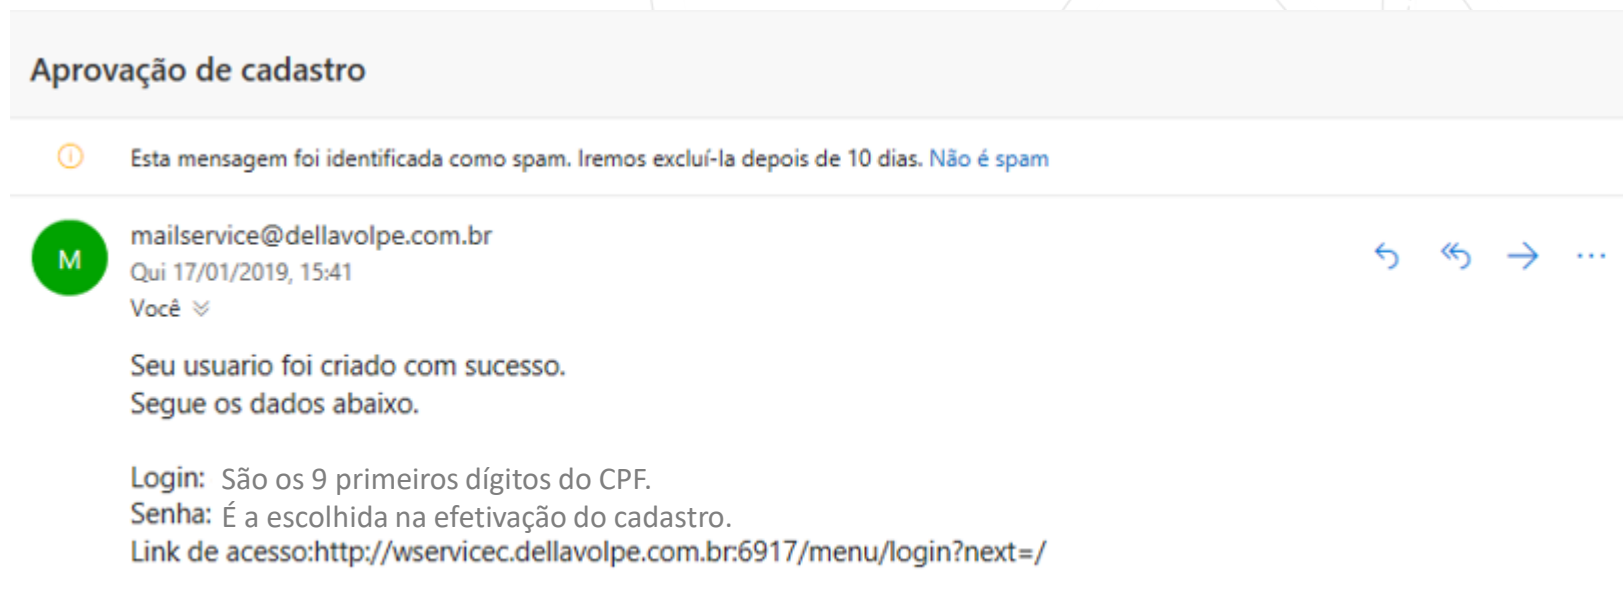 Aprovação de cadastro
Esta mensagem foi identificada como spam. Iremos excluí-la depois de 10 dias. Não é spam
M
mailservice@dellavolpe.com.br
Qui 17/01/2019, 15:41
Você
Seu usuario foi criado com sucesso.
Segue os dados abaixo.
Login: São os 9 primeiros dígitos do CPF.
Senha: É a escolhida na efetivação do cadastro.
Link de acesso:http://wservicec.dellavolpe.com.br:6917/menu/login?next=/